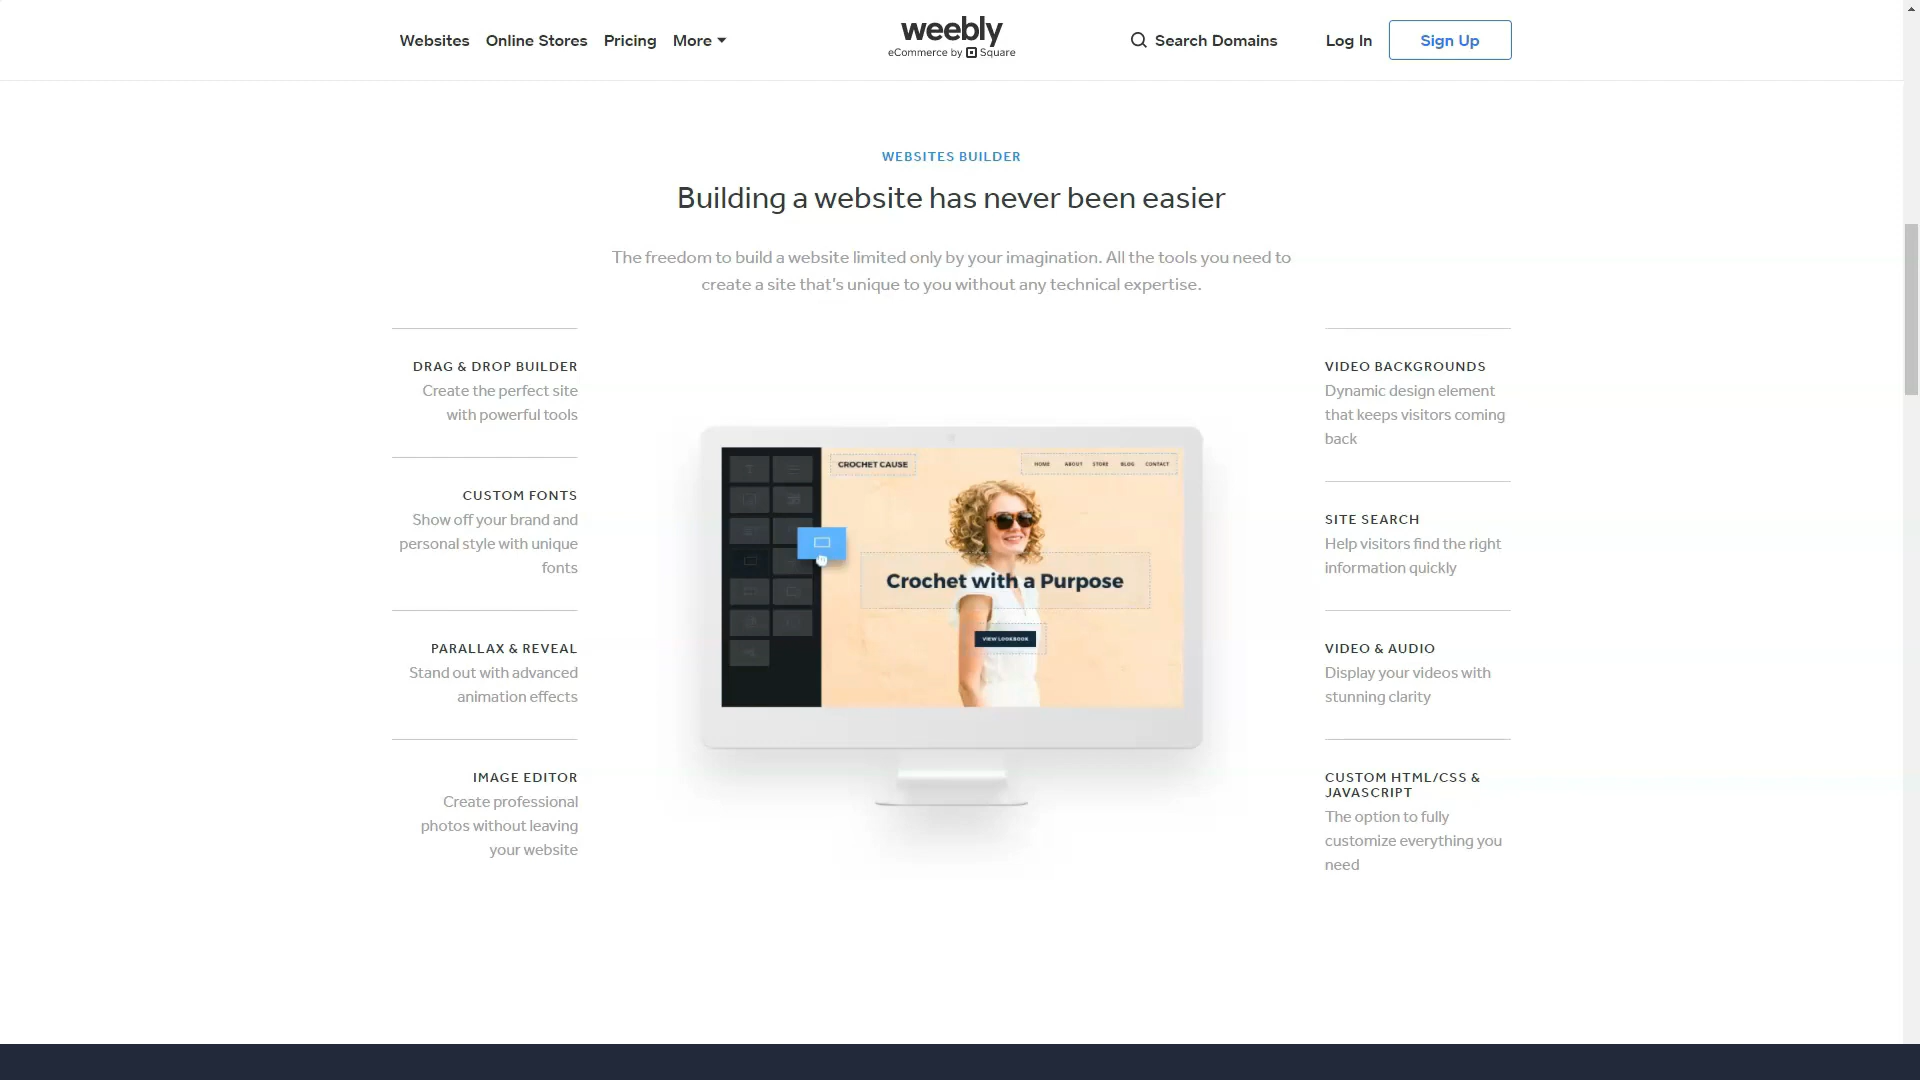 Websites Online Stores Pricing More
weebly
eCommerce by Square
Search Domains
Log In
Sign Up
WEBSITES BUILDER
Building a website has never been easier
The freedom to build a website limited only by your imagination. All the tools you need to
create a site that's unique to you without any technical expertise.
DRAG & DROP BUILDER
Create the perfect site
with powerful tools
CUSTOM FONTS
Show off your brand and
personal style with unique
fonts
PARALLAX & REVEAL
Stand out with advanced
animation effects
IMAGE EDITOR
Create professional
photos without leaving
your website
CROCHET CAUSE
HOME ABOUT STORE BLOG CONTACT
Crochet with a Purpose
VIEW LOOKBOOK
VIDEO BACKGROUNDS
Dynamic design element
that keeps visitors coming
back
SITE SEARCH
Help visitors find the right
information quickly
VIDEO & AUDIO
Display your videos with
stunning clarity
CUSTOM HTML/CSS &
JAVASCRIPT
The option to fully
customize everything you
need